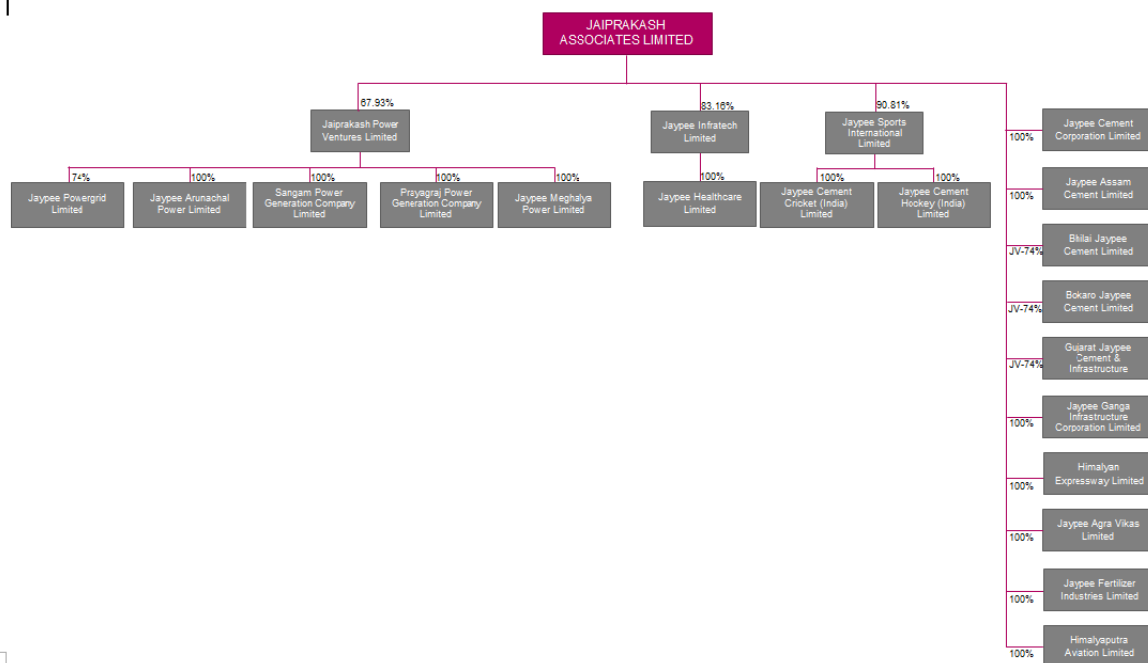 JAIPRAKASH
ASSOCIATES LIMITED
67.93%
83.16%
90.81%
Jaiprakash Power
Ventures Limited
Jaypee Infratech
Limited
Jaypee Sports
International
Limited
74%
100%
100%
100%
100%
100%
100%
100%
Jaypee Powergrid
Limited
Jaypee Arunachal
Power Limited
Sangam Power
Generation Company
Limited
Prayagraj Power
Generation Company
Limited
Jaypee Meghalya
Power Limited
Jaypee Healthcare
Limited
Jaypee Cement
Cricket (India)
Limited
Jaypee Cement
Hockey (India)
Limited
100%
Jaypee Cement
Corporation Limited
100%
Jaypee Assam
Cement Limited
JV-74%
Bhilai Jaypee
Cement Limited
JV-74%
Bokaro Jaypee
Cement Limited
JV-74%
Gujarat Jaypee
Cement &
Infrastructure
100%
Jaypee Ganga
Infrastructure
Corporation Limited
100%
Himalyan
Expressway Limited
100%
Jaypee Agra Vikas
Limited
100%
Jaypee Fertilizer
Industries Limited
100%
Himalyaputra
Aviation Limited